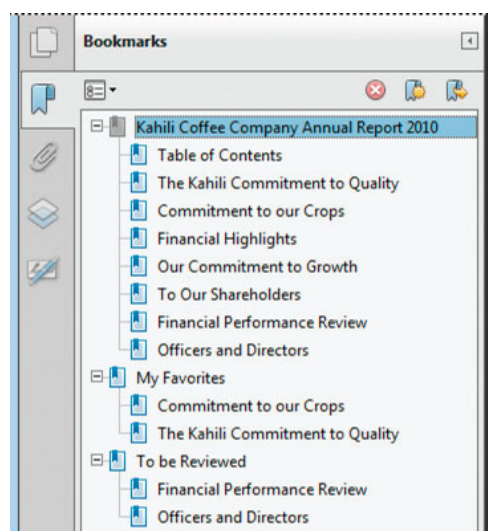 Bookmarks
Kahili Coffee Company Annual Report 2010
Table of Contents
The Kahili Commitment to Quality
Commitment to our Crops
Financial Highlights
Our Commitment to Growth
To Our Shareholders
Financial Performance Review
Officers and Directors
My Favorites
Commitment to our Crops
The Kahili Commitment to Quality
To be Reviewed
Financial Performance Review
Officers and Directors